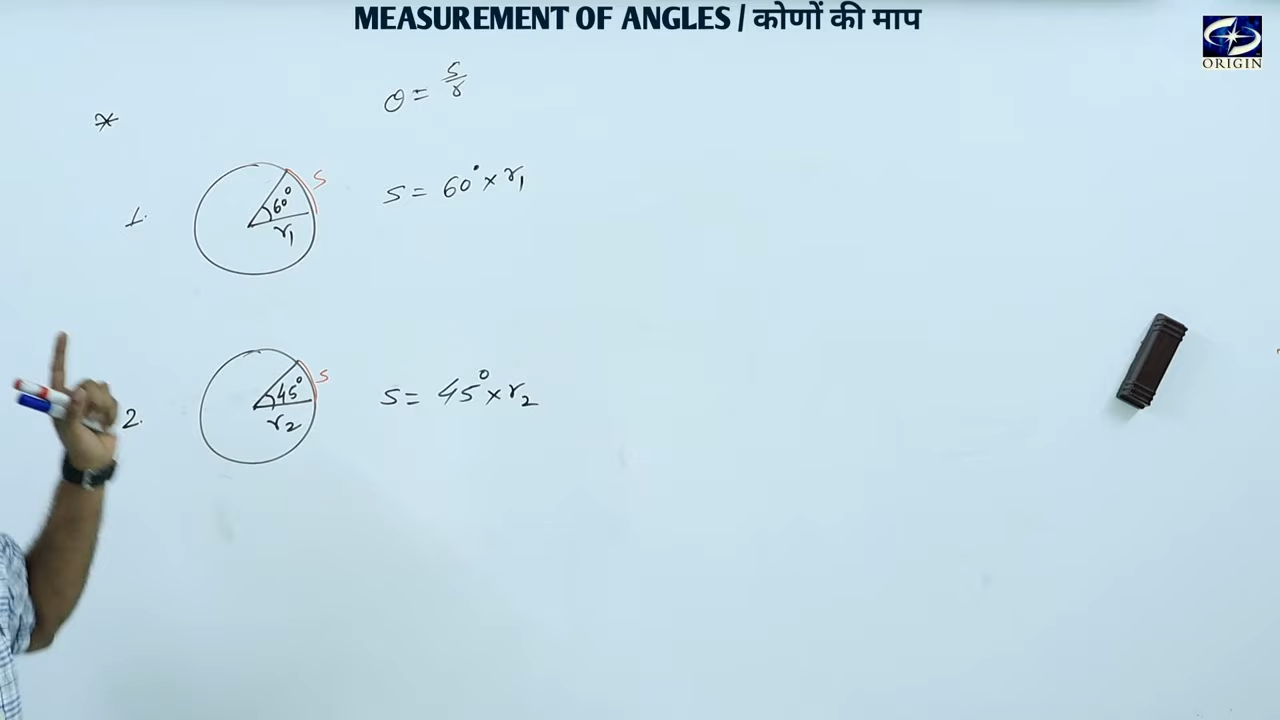 MEASUREMENT OF ANGLES / कोणों की माप
ORIGIN
θ = s/r
*
1.
60°
r₁
s
s = 60° × r₁
2.
45°
r₂
s
s = 45° × r₂